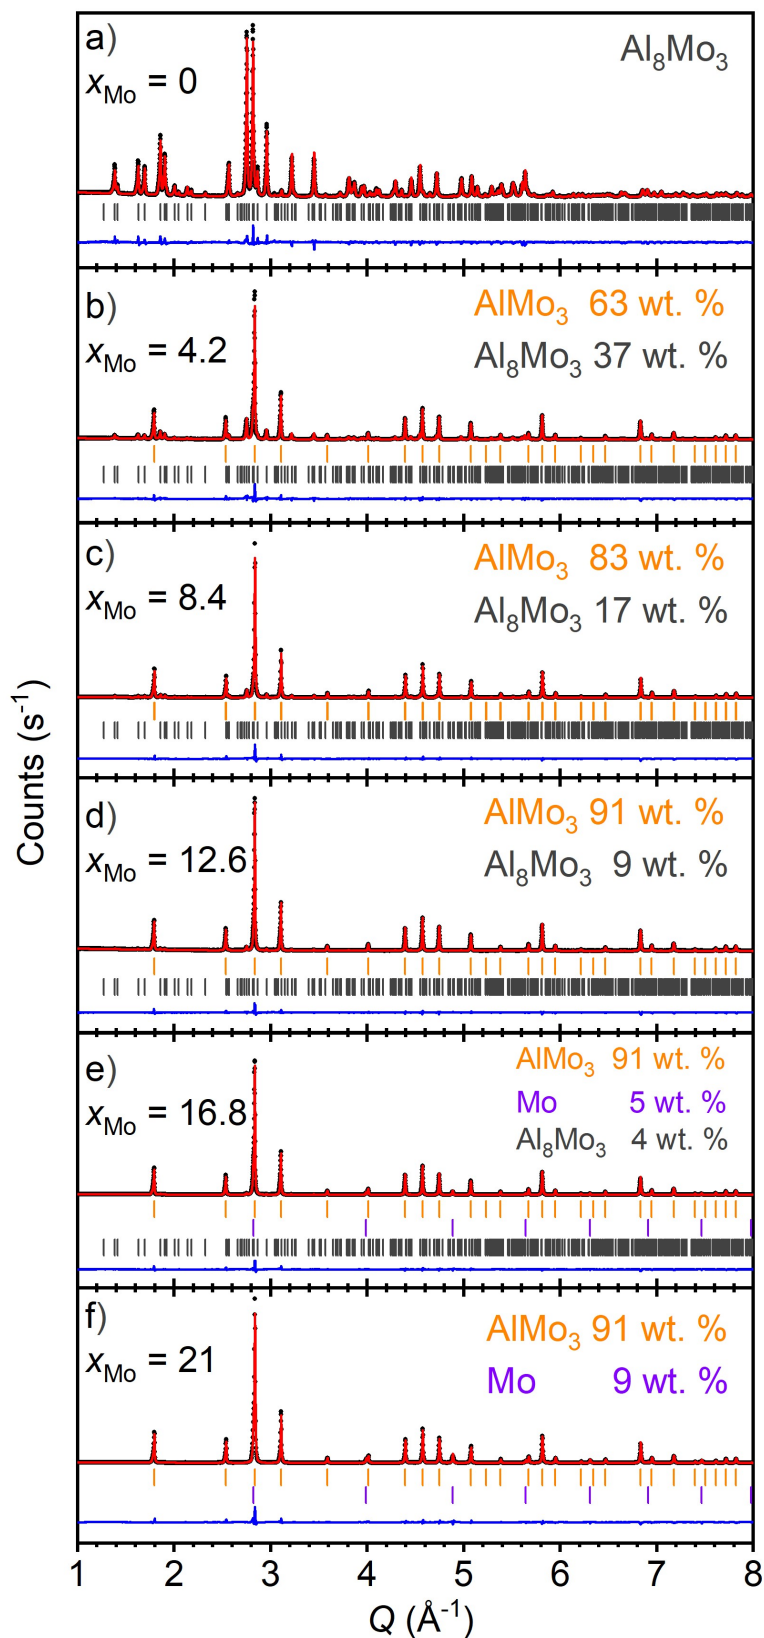 a) Al₈Mo₃
xMo = 0
b) AlMo₃ 63 wt. %
xMo = 4.2 Al₈Mo₃ 37 wt. %
c) AlMo₃ 83 wt. %
xMo = 8.4 Al₈Mo₃ 17 wt. %
d) AlMo₃ 91 wt. %
xMo = 12.6 Al₈Mo₃ 9 wt. %
e) AlMo₃ 91 wt. %
xMo = 16.8 Mo 5 wt. %
Al₈Mo₃ 4 wt. %
f) AlMo₃ 91 wt. %
xMo = 21 Mo 9 wt. %
Counts (s⁻¹)
1 2 3 4 5 6 7 8
Q (Å⁻¹)